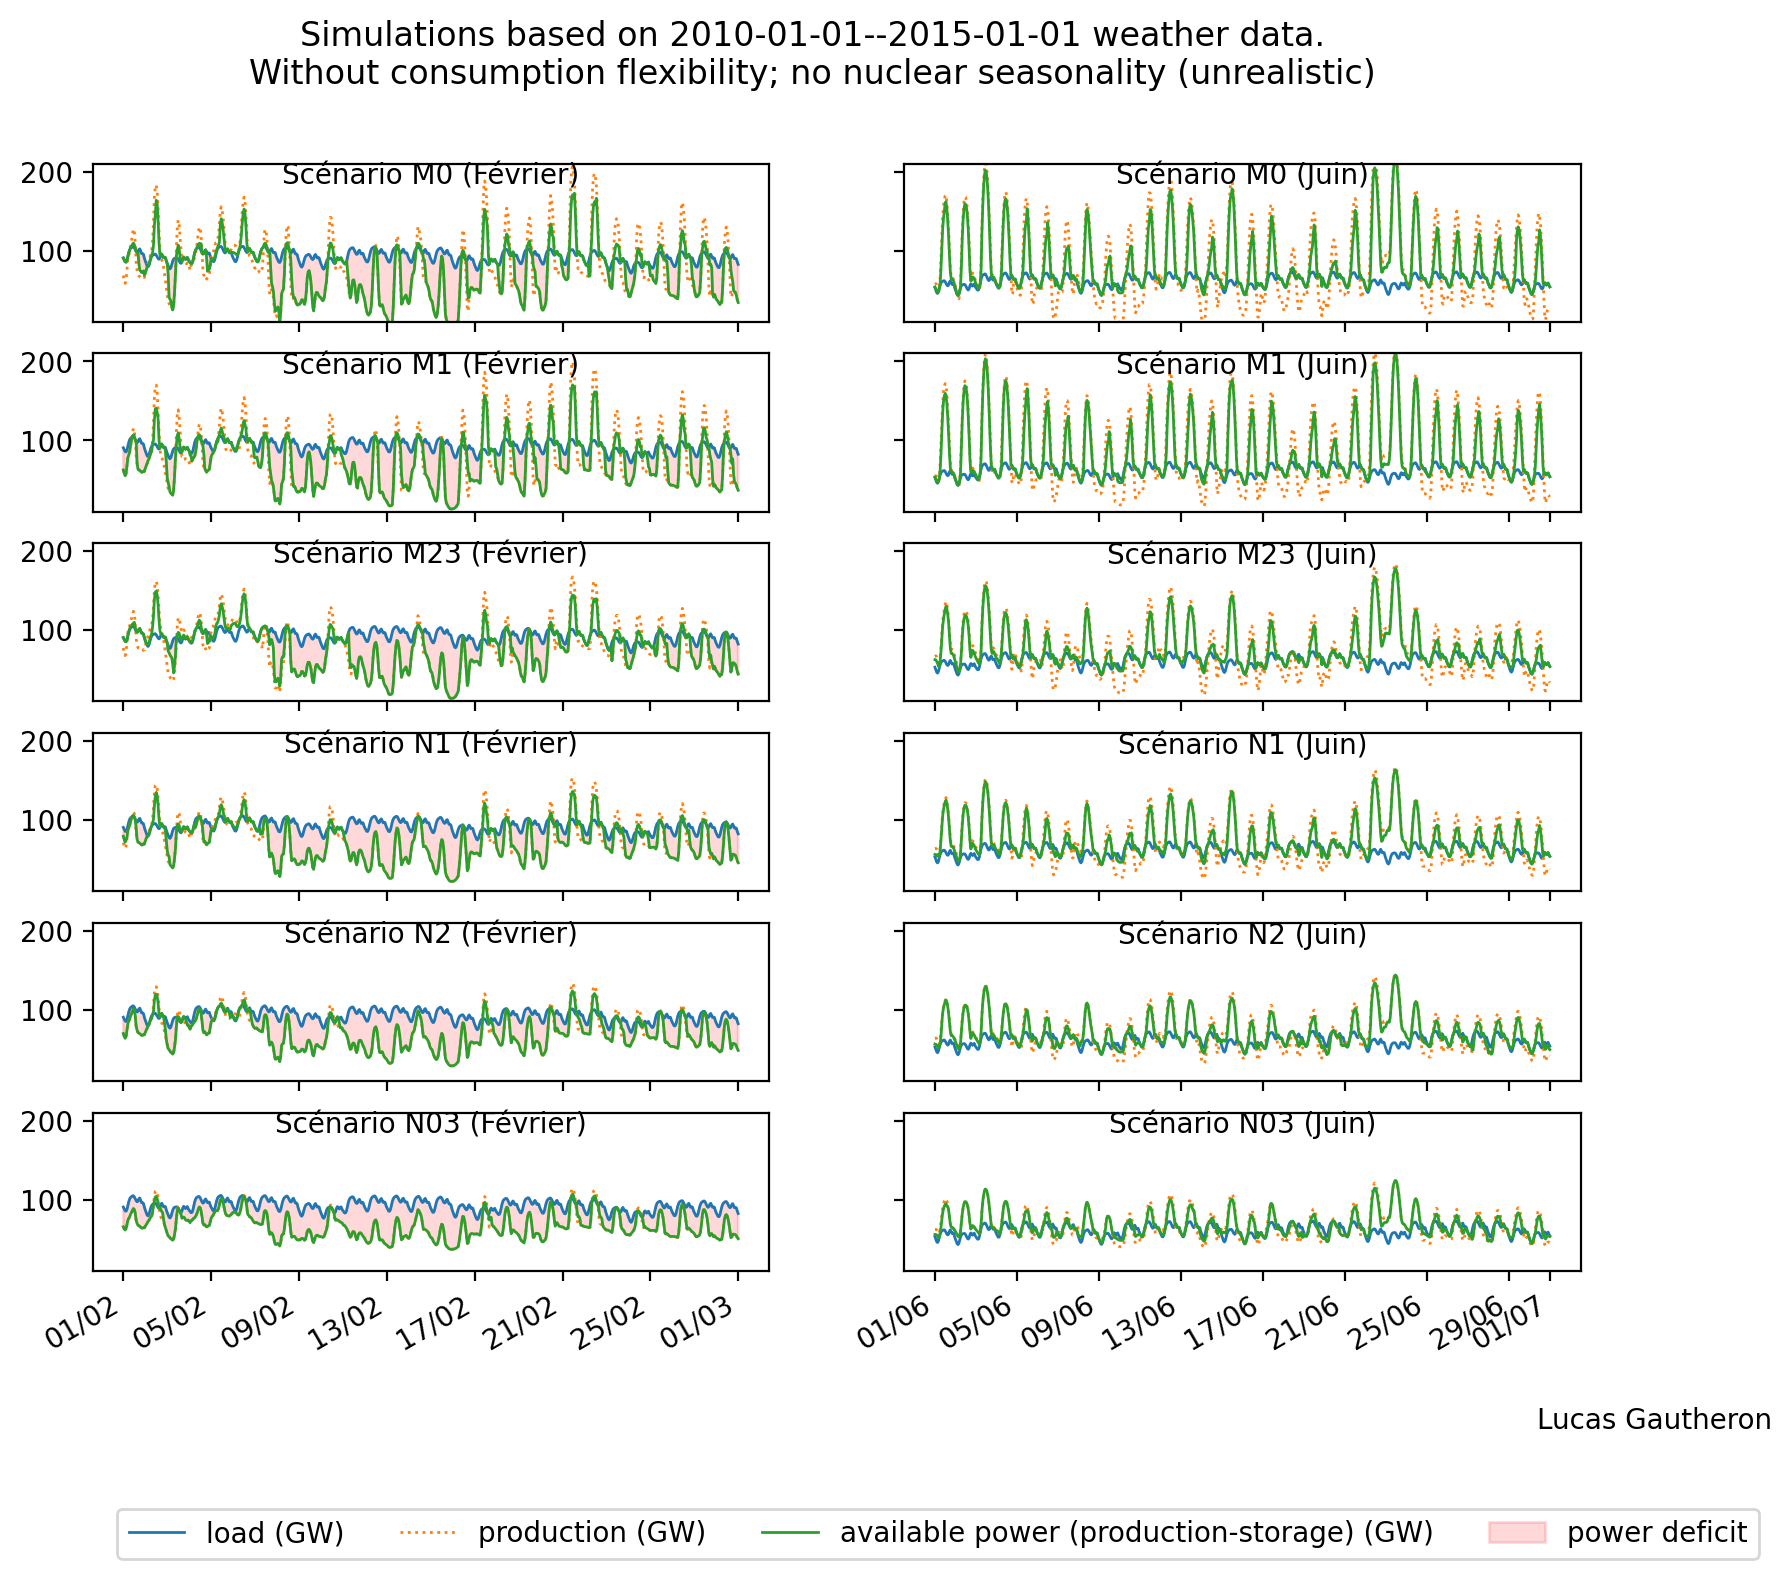 Simulations based on 2010-01-01--2015-01-01 weather data.
Without consumption flexibility; no nuclear seasonality (unrealistic)
Scénario M0 (Février)
200
100
Scénario M0 (Juin)
Scénario M1 (Février)
200
100
Scénario M1 (Juin)
Scénario M23 (Février)
200
100
Scénario M23 (Juin)
Scénario N1 (Février)
200
100
Scénario N1 (Juin)
Scénario N2 (Février)
200
100
Scénario N2 (Juin)
Scénario N03 (Février)
200
100
Scénario N03 (Juin)
01/02 05/02 09/02 13/02 17/02 21/02 25/02 01/03
01/06 05/06 09/06 13/06 17/06 21/06 25/06 29/06 01/07
Lucas Gautheron
load (GW) production (GW) available power (production-storage) (GW) power deficit